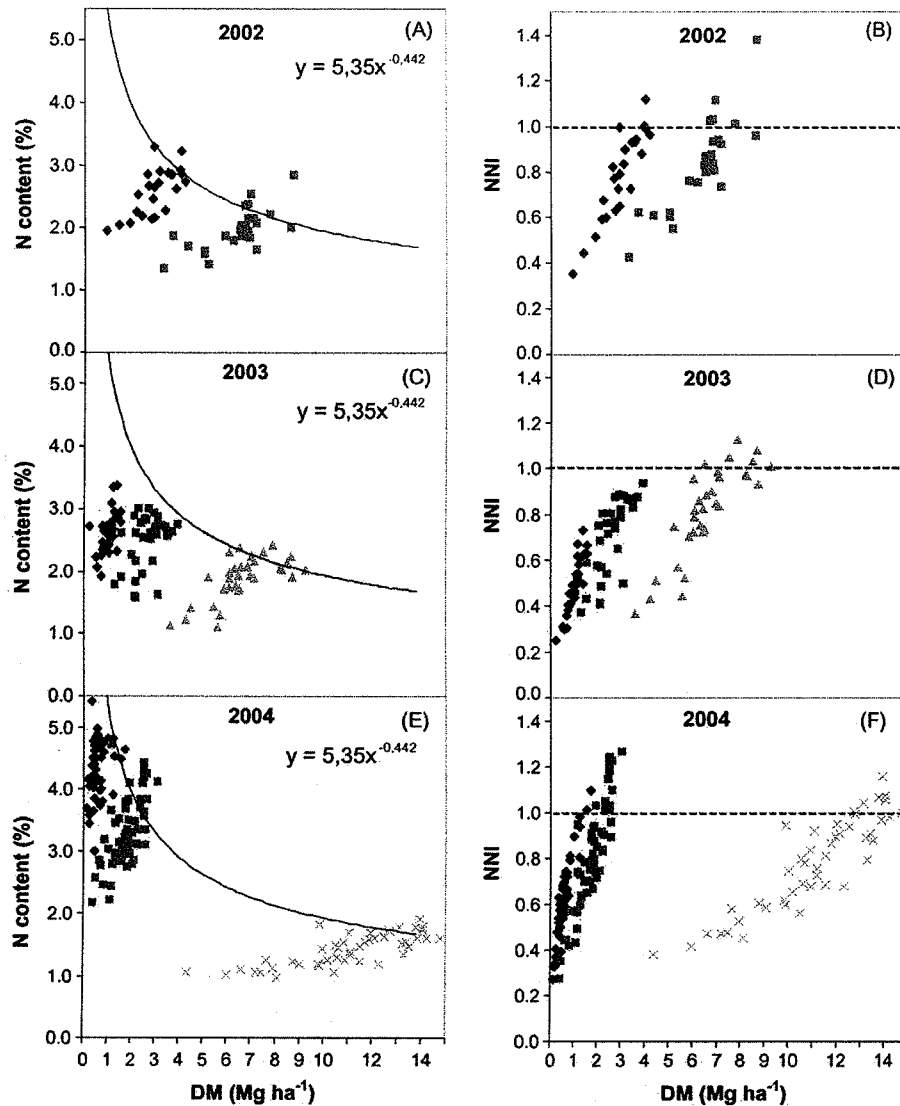 2002
(A)
y = 5,35x^-0,442
5.0
4.0
3.0
2.0
1.0
0.0
N content (%)
2002
(B)
1.4
1.2
1.0
0.8
0.6
0.4
0.2
0.0
NNI
2003
(C)
y = 5,35x^-0,442
5.0
4.0
3.0
2.0
1.0
0.0
N content (%)
2003
(D)
1.4
1.2
1.0
0.8
0.6
0.4
0.2
0.0
NNI
2004
(E)
y = 5,35x^-0,442
5.0
4.0
3.0
2.0
1.0
0.0
N content (%)
0 1 2 3 4 5 6 7 8 9 10 11 12 13 14
DM (Mg ha^-1)
2004
(F)
1.4
1.2
1.0
0.8
0.6
0.4
0.2
0.0
NNI
0 1 2 3 4 5 6 7 8 9 10 11 12 13 14
DM (Mg ha^-1)